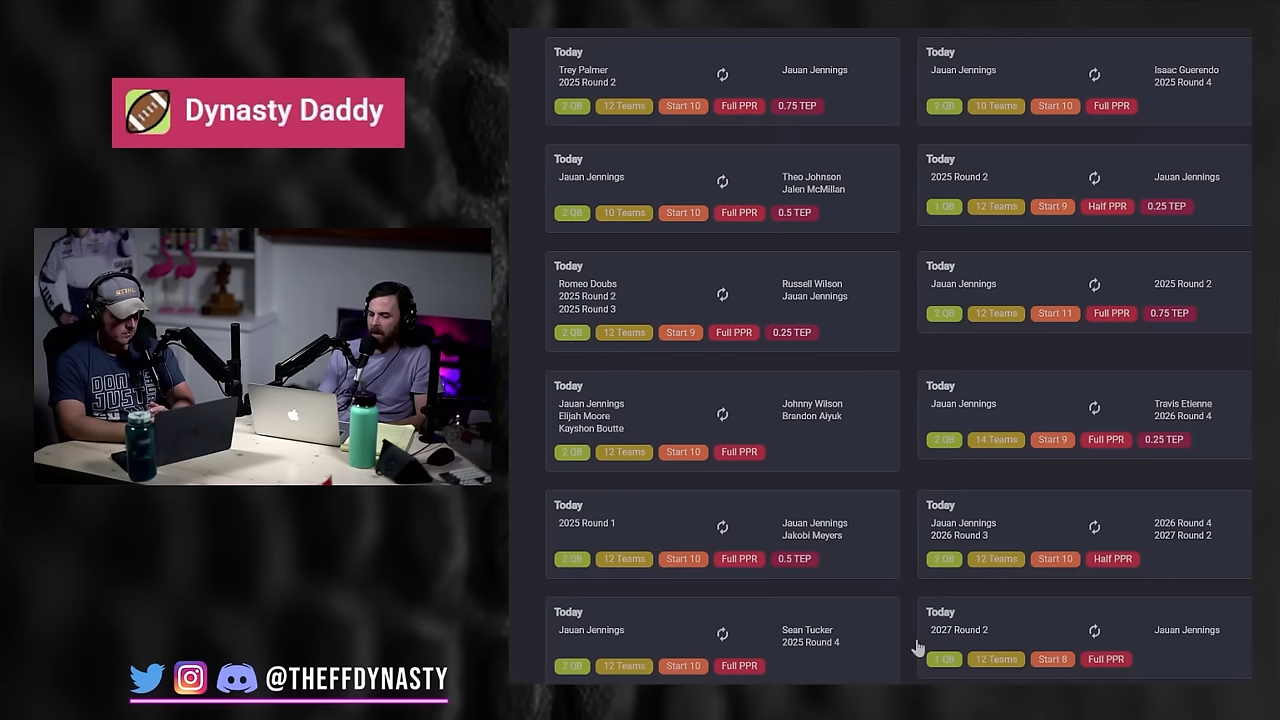 Dynasty Daddy
STIHL
@THEFFDYNASTY
Today
Trey Palmer
2025 Round 2
Jauan Jennings
2 QB 12 Teams Start 10 Full PPR 0.75 TEP
Today
Jauan Jennings
Isaac Guerendo
2025 Round 4
2 QB 10 Teams Start 10 Full PPR
Today
Jauan Jennings
Theo Johnson
Jalen McMillan
2 QB 10 Teams Start 10 Full PPR 0.5 TEP
Today
2025 Round 2
Jauan Jennings
1 QB 12 Teams Start 9 Half PPR 0.25 TEP
Today
Romeo Doubs
2025 Round 2
2025 Round 3
Russell Wilson
Jauan Jennings
2 QB 12 Teams Start 9 Full PPR 0.25 TEP
Today
Jauan Jennings
2025 Round 2
2 QB 12 Teams Start 11 Full PPR 0.75 TEP
Today
Jauan Jennings
Elijah Moore
Kayshon Boutte
Johnny Wilson
Brandon Aiyuk
2 QB 12 Teams Start 10 Full PPR
Today
Jauan Jennings
Travis Etienne
2026 Round 4
2 QB 14 Teams Start 9 Full PPR 0.25 TEP
Today
2025 Round 1
Jauan Jennings
Jakobi Meyers
2 QB 12 Teams Start 10 Full PPR 0.5 TEP
Today
Jauan Jennings
2026 Round 3
2026 Round 4
2027 Round 2
2 QB 12 Teams Start 10 Half PPR
Today
Jauan Jennings
Sean Tucker
2025 Round 4
2 QB 12 Teams Start 10 Full PPR
Today
2027 Round 2
Jauan Jennings
1 QB 12 Teams Start 8 Full PPR